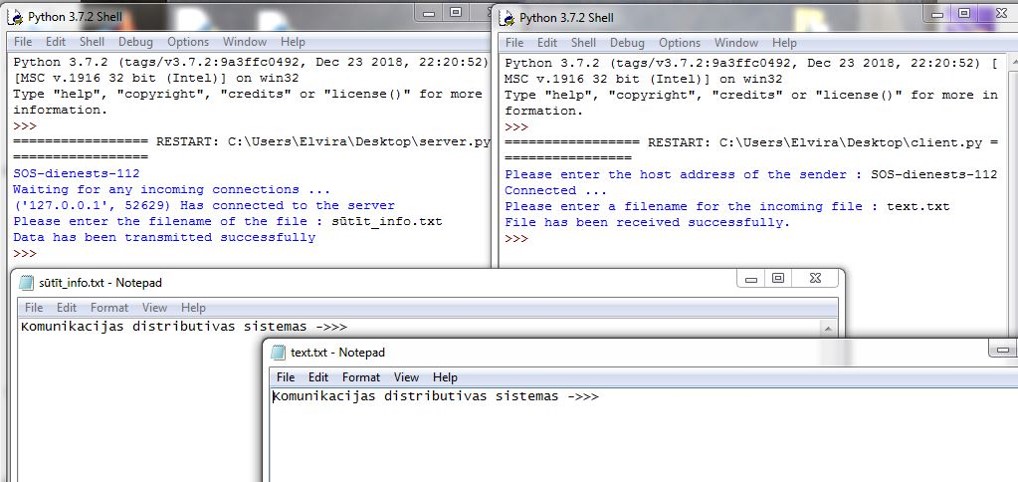 Python 3.7.2 Shell
File Edit Shell Debug Options Window Help
Python 3.7.2 (tags/v3.7.2:9a3ffc0492, Dec 23 2018, 22:20:52)
[MSC v.1916 32 bit (Intel)] on win32
Type "help", "copyright", "credits" or "license()" for more
information.
>>>
================= RESTART: C:\Users\Elvira\Desktop\server.py
=================
SOS-dienests-112
Waiting for any incoming connections ...
('127.0.0.1', 52629) Has connected to the server
Please enter the filename of the file : sūtīt_info.txt
Data has been transmitted successfully
>>>
Python 3.7.2 Shell
File Edit Shell Debug Options Window Help
Python 3.7.2 (tags/v3.7.2:9a3ffc0492, Dec 23 2018, 22:20:52) [
MSC v.1916 32 bit (Intel)] on win32
Type "help", "copyright", "credits" or "license()" for more in
formation.
>>>
================= RESTART: C:\Users\Elvira\Desktop\client.py =
================
Please enter the host address of the sender : SOS-dienests-112
Connected ...
Please enter a filename for the incoming file : text.txt
File has been received successfully.
>>>
sūtīt_info.txt - Notepad
File Edit Format View Help
Komunikacijas distributivas sistemas ->>>
text.txt - Notepad
File Edit Format View Help
Komunikacijas distributivas sistemas ->>>